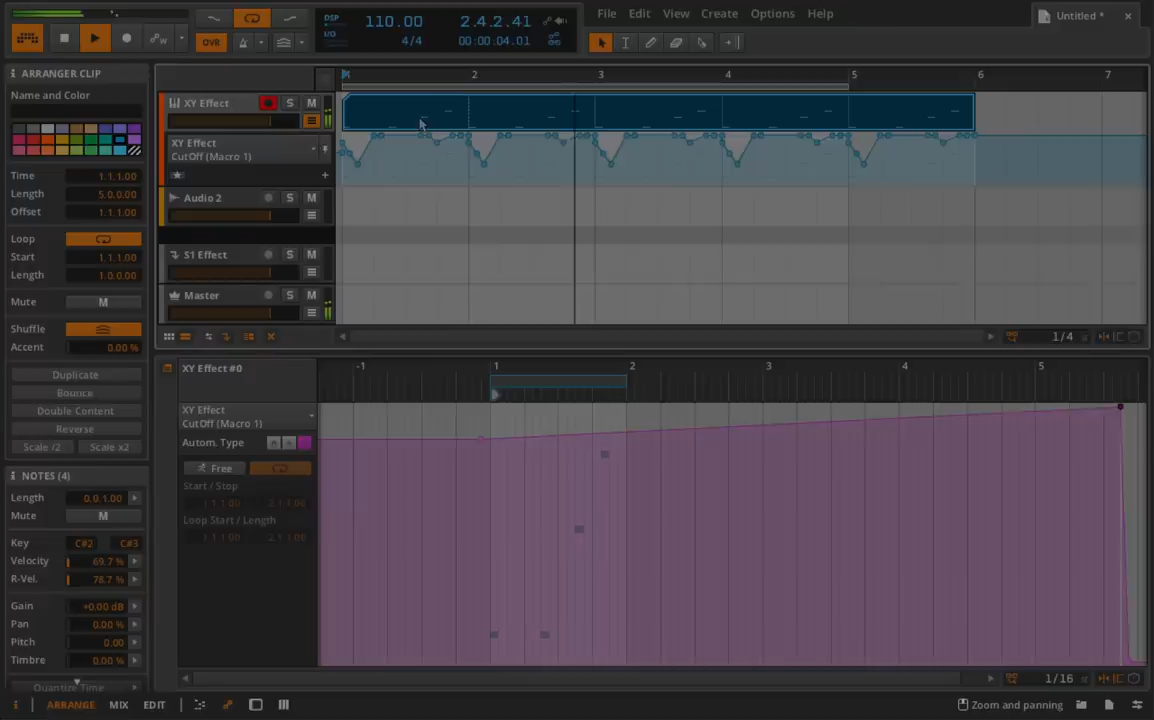 DSP
I/O
110.00
4/4
2.4.2.41
00:00:04.01
OVR
File Edit View Create Options Help
Untitled *
ARRANGER CLIP
Name and Color
Time 1.1.1.00
Length 5.0.0.00
Offset 1.1.1.00
Loop
Start 1.1.1.00
Length 1.0.0.00
Mute M
Shuffle
Accent 0.00 %
Duplicate
Bounce
Double Content
Reverse
Scale /2 Scale x2
NOTES (4)
Length 0.0.1.00
Mute M
Key C#2 C#3
Velocity 69.7 %
R-Vel. 78.7 %
Gain +0.00 dB
Pan 0.00 %
Pitch 0.00
Timbre 0.00 %
Quantize Time
2 3 4 5 6 7
XY Effect S M
XY Effect
CutOff (Macro 1)
Audio 2 S M
S1 Effect S M
Master S M
1/4
XY Effect #0
-1 1 2 3 4 5
XY Effect
CutOff (Macro 1)
Autom. Type
Free
Start / Stop
1.1.1.00 2.1.1.00
Loop Start / Length
1.1.1.00 2.1.1.00
1/16
ARRANGE MIX EDIT
Zoom and panning